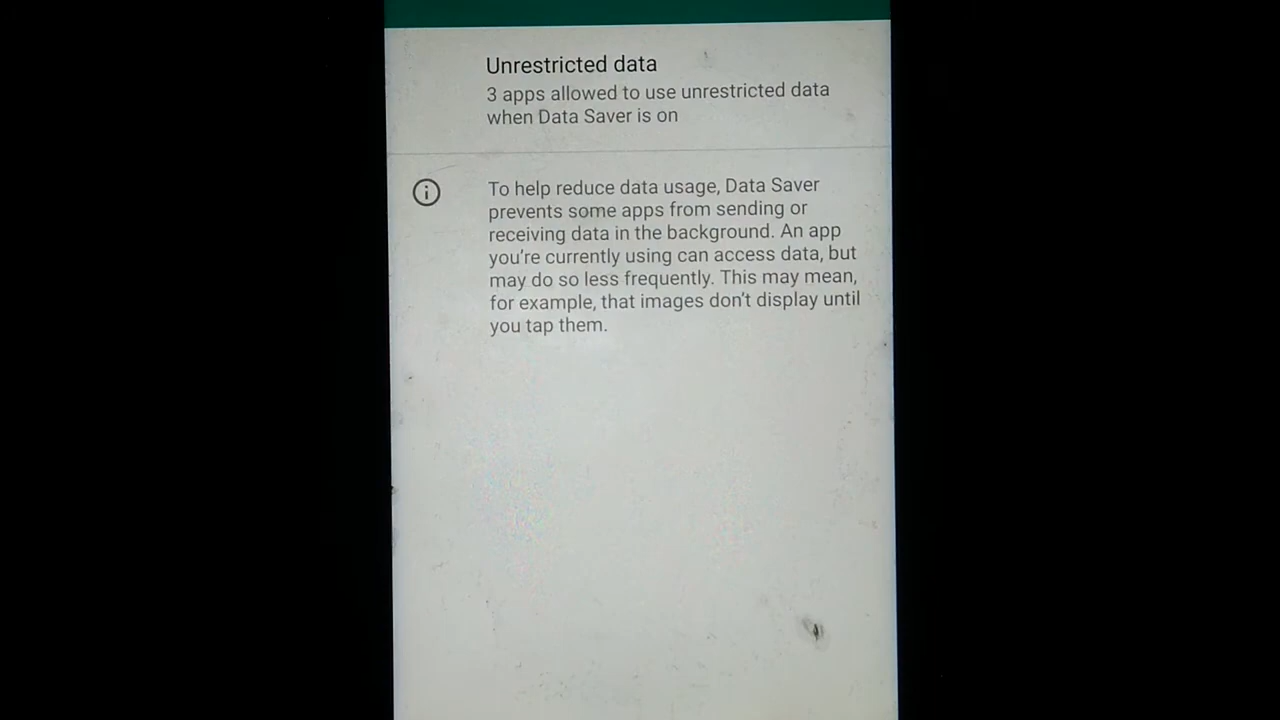 Unrestricted data
3 apps allowed to use unrestricted data
when Data Saver is on
To help reduce data usage, Data Saver
prevents some apps from sending or
receiving data in the background. An app
you’re currently using can access data, but
may do so less frequently. This may mean,
for example, that images don’t display until
you tap them.